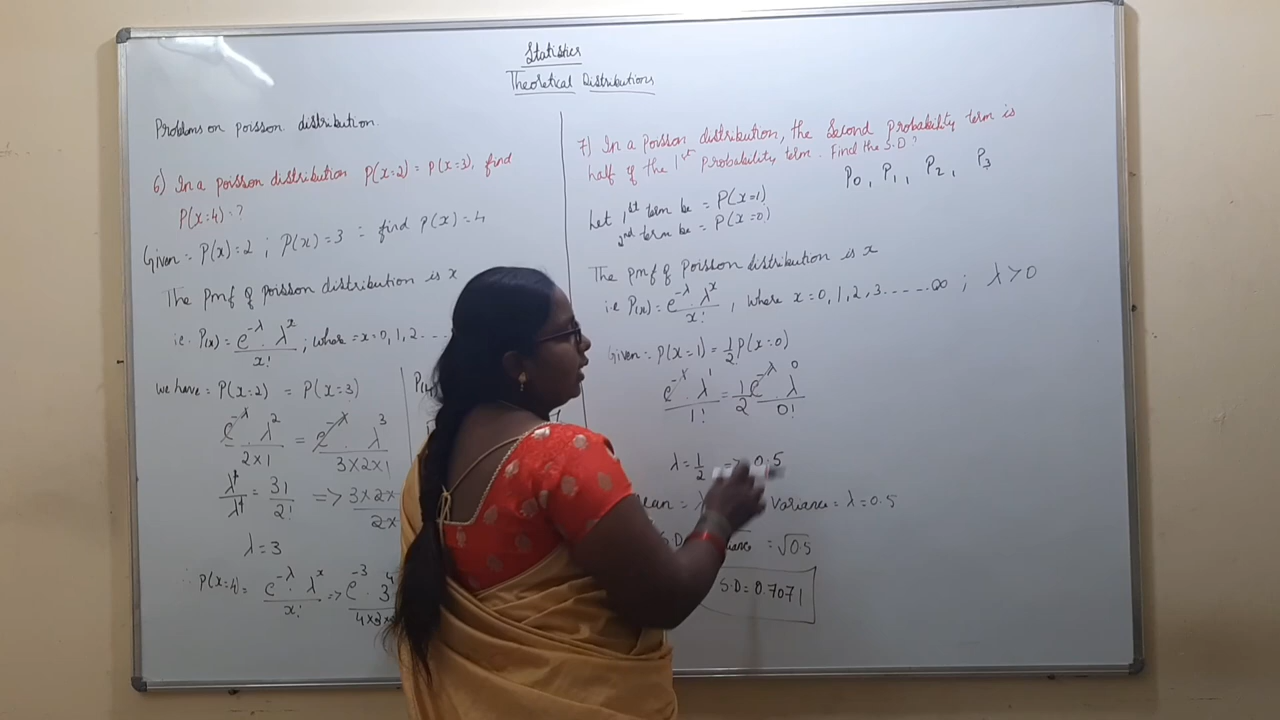 Statistics
Theoretical Distributions
Problems on poisson distribution.
6) In a poisson distribution P(x=2) = P(x=3), find
P(x=4) = ?
Given:- P(x)=2 ; P(x)=3 ∴ find P(x)=4
The pmf of poisson distribution is x
i.e. P(x) = e^-λ . λ^x / x! ; where = x=0, 1, 2 . . .
we have:- P(x=2) = P(x=3)
e^-λ . λ^2 / 2×1 = e^-λ . λ^3 / 3×2×1
3! / 2! => 3×2×
λ = 3
∴ P(x=4) = e^-λ . λ^x / x! => e^-3 . 3^4 / 4×3×
7) In a Poisson distribution, the Second Probability term is
half of the 1st Probability term. Find the S.D?
P0, P1, P2, P3
Let 1st term be = P(x=1)
2nd term be = P(x=0)
The pmf of Poisson distribution is x
i.e P(x) = e^-λ . λ^x / x! , where x = 0, 1, 2, 3 . . . . . . ∞ ; λ > 0
Given:- P(x=1) = 1/2 P(x=0)
e^-λ . λ^1 / 1! = 1/2 e^-λ . λ^0 / 0!
λ = 1/2 => 0.5
Variance = λ = 0.5
S.D = √0.5
S.D = 0.7071